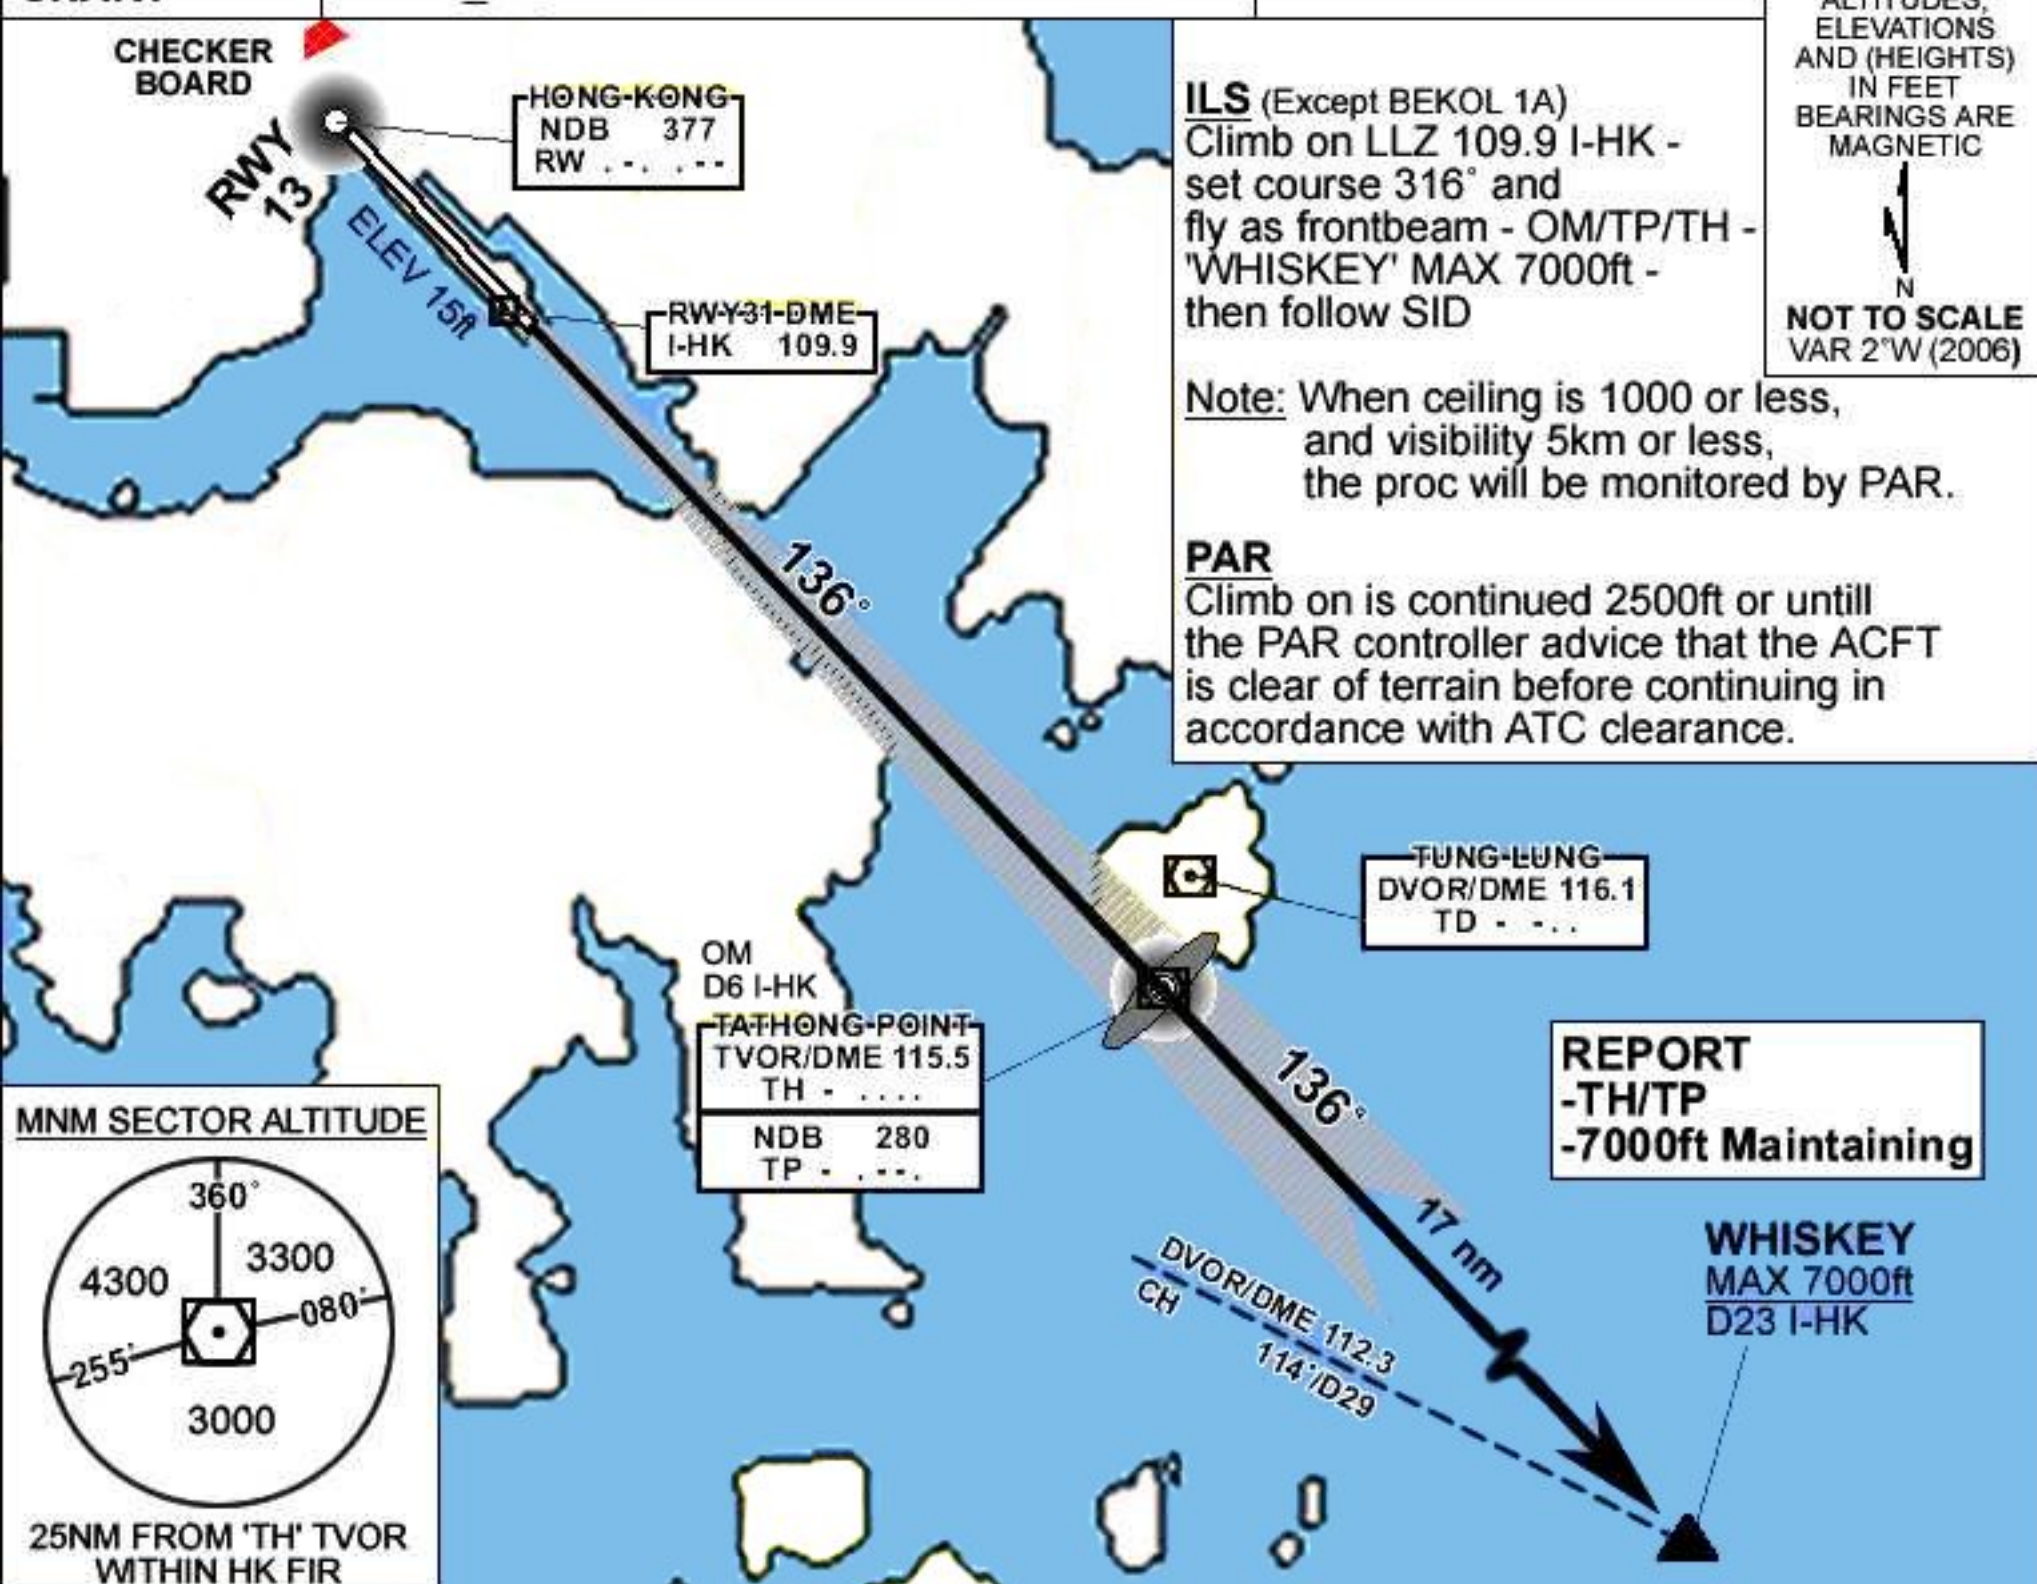 CHECKER
BOARD
RWY
13
ELEV 15ft
HONG-KONG
NDB 377
RW .-. .--
RWY31-DME
I-HK 109.9
ILS (Except BEKOL 1A)
Climb on LLZ 109.9 I-HK -
set course 316° and
fly as frontbeam - OM/TP/TH -
'WHISKEY' MAX 7000ft -
then follow SID
Note: When ceiling is 1000 or less,
and visibility 5km or less,
the proc will be monitored by PAR.
PAR
Climb on is continued 2500ft or untill
the PAR controller advice that the ACFT
is clear of terrain before continuing in
accordance with ATC clearance.
ALTITUDES,
ELEVATIONS
AND (HEIGHTS)
IN FEET
BEARINGS ARE
MAGNETIC
N
NOT TO SCALE
VAR 2°W (2006)
136°
TUNG-LUNG
DVOR/DME 116.1
TD - -..
OM
D6 I-HK
TATHONG-POINT
TVOR/DME 115.5
TH - ....
NDB 280
TP - .--.
136°
17 nm
REPORT
-TH/TP
-7000ft Maintaining
WHISKEY
MAX 7000ft
D23 I-HK
DVOR/DME 112.3
CH
114°/D29
MNM SECTOR ALTITUDE
360°
4300
3300
080°
255°
3000
25NM FROM 'TH' TVOR
WITHIN HK FIR